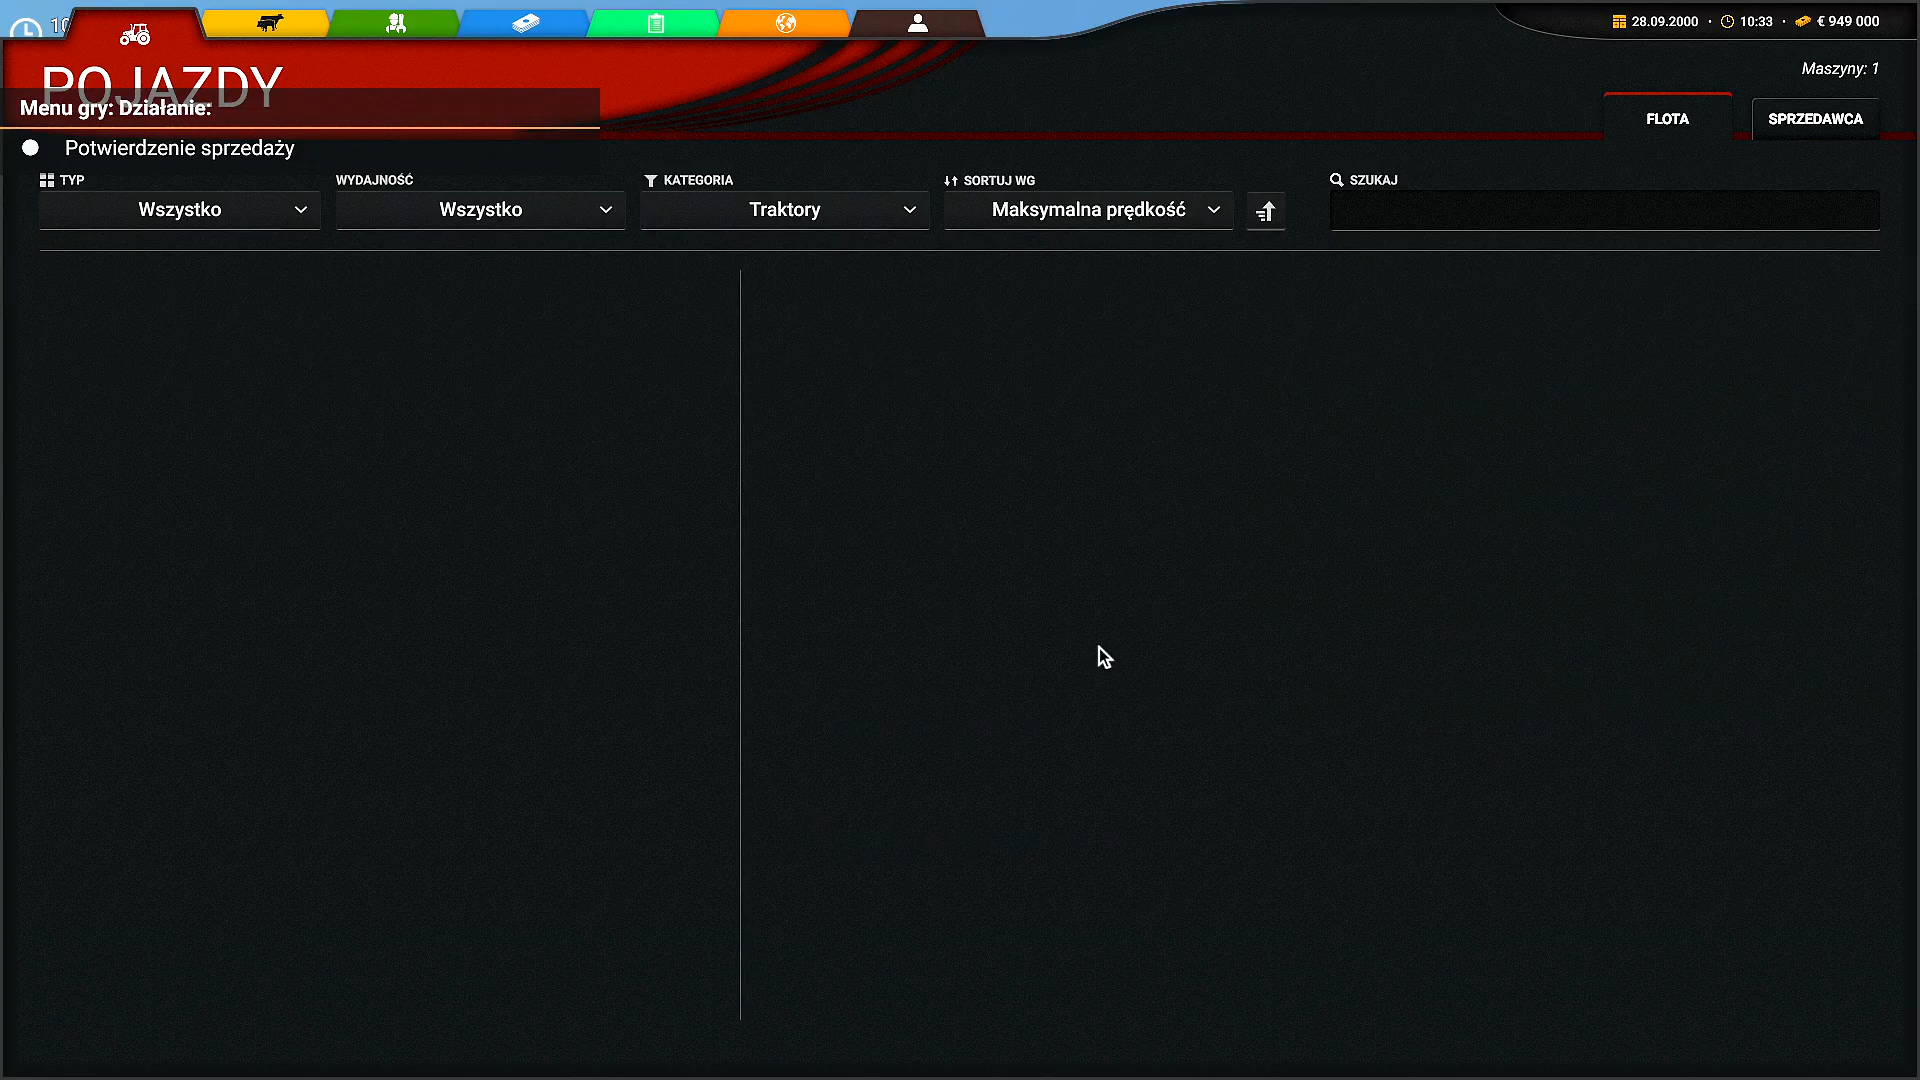 10
28.09.2000 · 10:33 · € 949 000
POJAZDY
Maszyny: 1
Menu gry: Działanie:
FLOTA
SPRZEDAWCA
Potwierdzenie sprzedaży
TYP
WYDAJNOŚĆ
KATEGORIA
SORTUJ WG
SZUKAJ
Wszystko
Wszystko
Traktory
Maksymalna prędkość